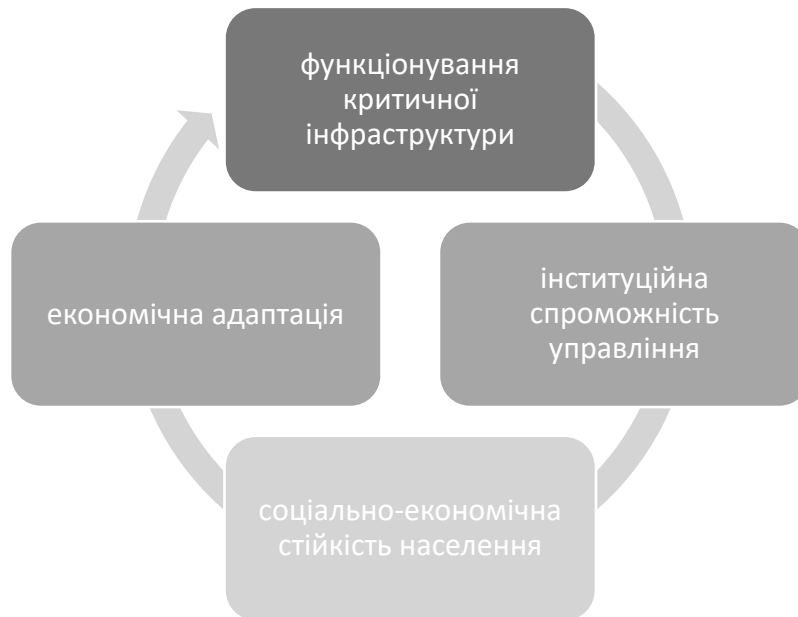 функціонування
критичної
інфраструктури
економічна адаптація
інституційна
спроможність
управління
соціально-економічна
стійкість населення